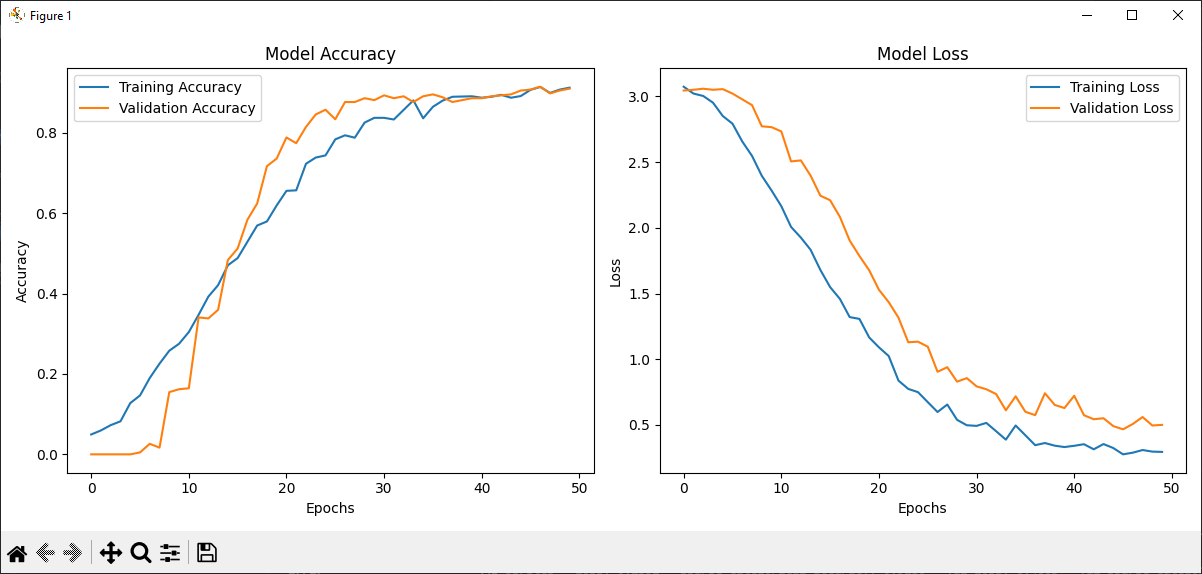 Figure 1
Model Accuracy
Training Accuracy
Validation Accuracy
Accuracy
0.8
0.6
0.4
0.2
0.0
0 10 20 30 40 50
Epochs
Model Loss
Training Loss
Validation Loss
Loss
3.0
2.5
2.0
1.5
1.0
0.5
0 10 20 30 40 50
Epochs